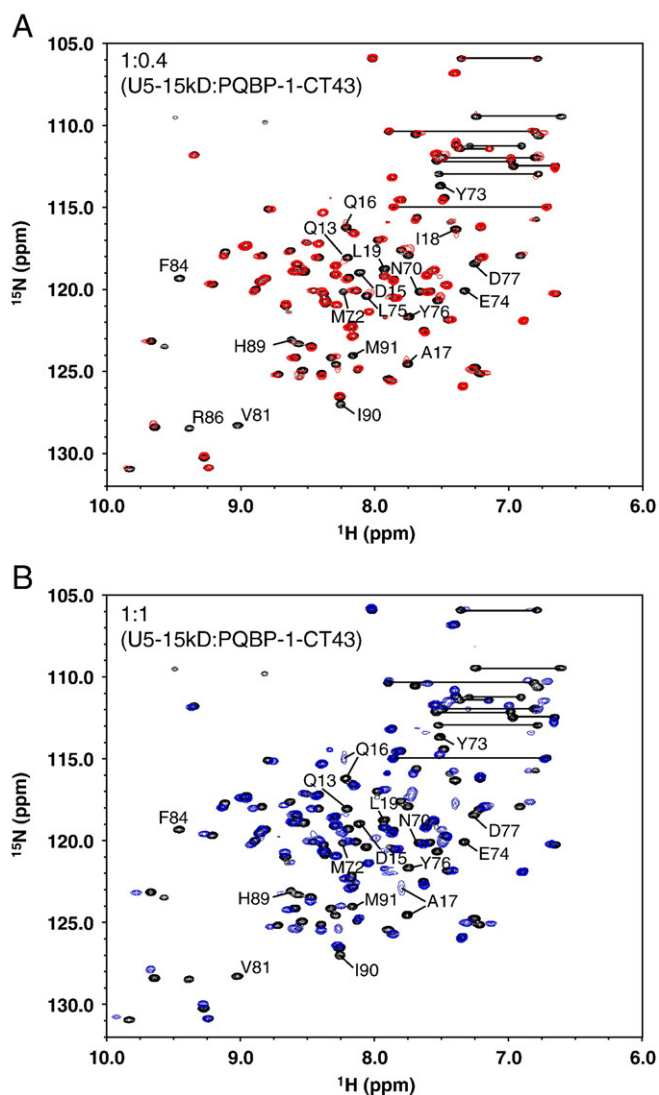 A
1:0.4
(U5-15kD:PQBP-1-CT43)
105.0
110.0
115.0
120.0
125.0
130.0
15N (ppm)
Y73
Q16
Q13
I18
L19
N70
F84
D15
D77
L75
Y76
E74
M72
H89
M91
A17
R86
V81
I90
10.0
9.0
8.0
7.0
6.0
1H (ppm)
B
1:1
(U5-15kD:PQBP-1-CT43)
105.0
110.0
115.0
120.0
125.0
130.0
15N (ppm)
Y73
Q16
Q13
L19
N70
F84
D77
D15
E74
M72
Y76
H89
M91
A17
V81
I90
10.0
9.0
8.0
7.0
6.0
1H (ppm)